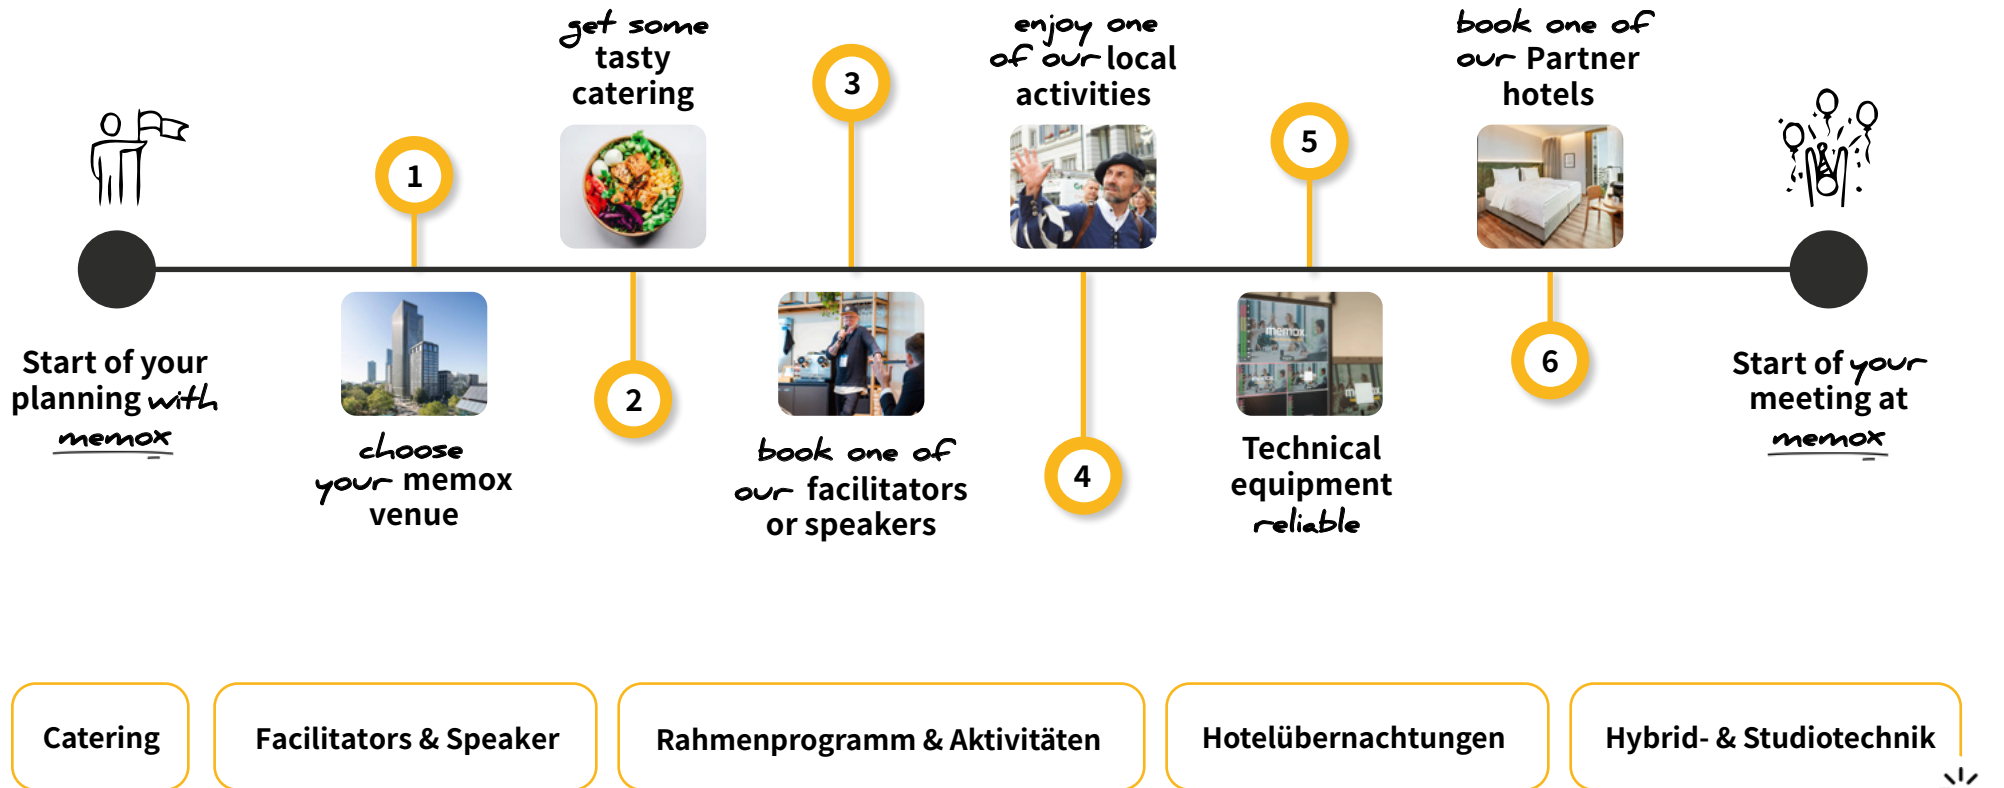 Start of your
planning with
memox
1
choose
your memox
venue
get some
tasty
catering
2
3
book one of
our facilitators
or speakers
enjoy one
of our local
activities
4
5
memox.
Technical
equipment
reliable
book one of
our Partner
hotels
6
Start of your
meeting at
memox
Catering
Facilitators & Speaker
Rahmenprogramm & Aktivitäten
Hotelübernachtungen
Hybrid- & Studiotechnik